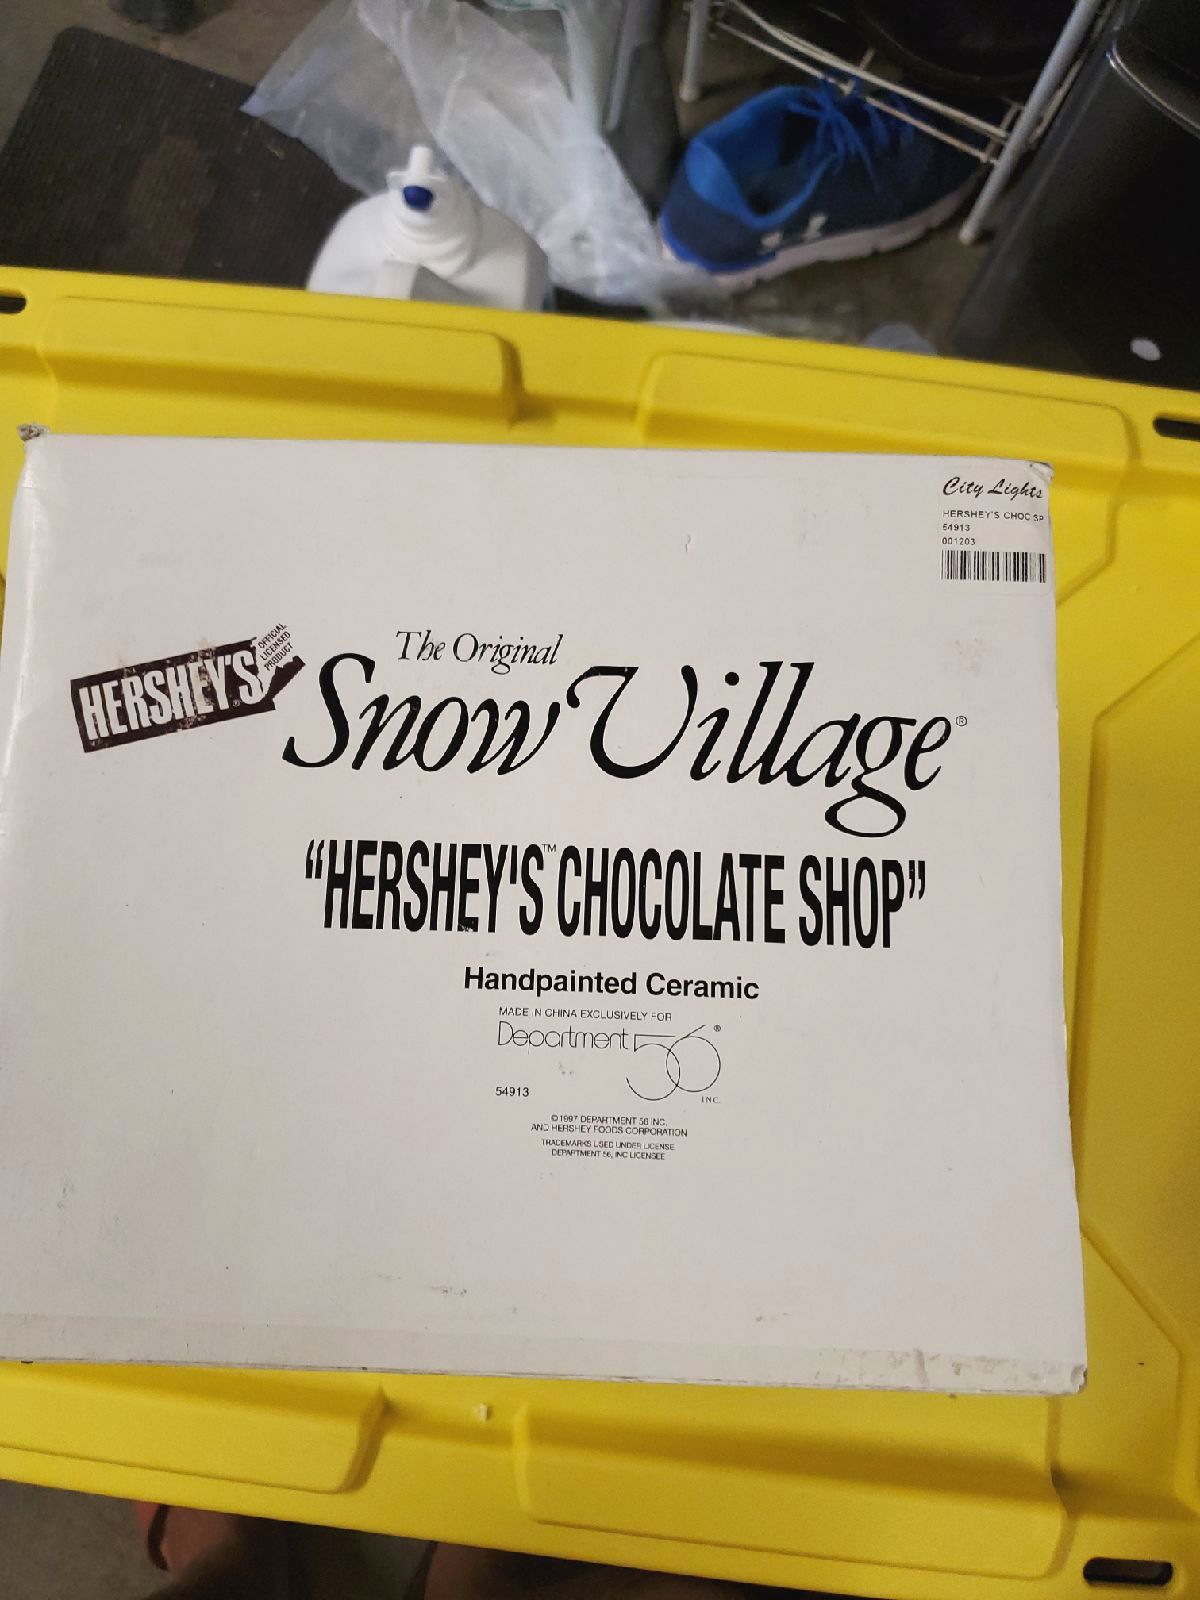 City Lights
HERSHEY'S CHOC SP
54913
001203
HERSHEY'S®
OFFICIAL
LICENSED
PRODUCT
The Original
Snow Village®
“HERSHEY'S™ CHOCOLATE SHOP”
Handpainted Ceramic
MADE IN CHINA EXCLUSIVELY FOR
Department 56®
INC.
54913
©1997 DEPARTMENT 56 INC.
AND HERSHEY FOODS CORPORATION
TRADEMARKS USED UNDER LICENSE
DEPARTMENT 56, INC LICENSEE